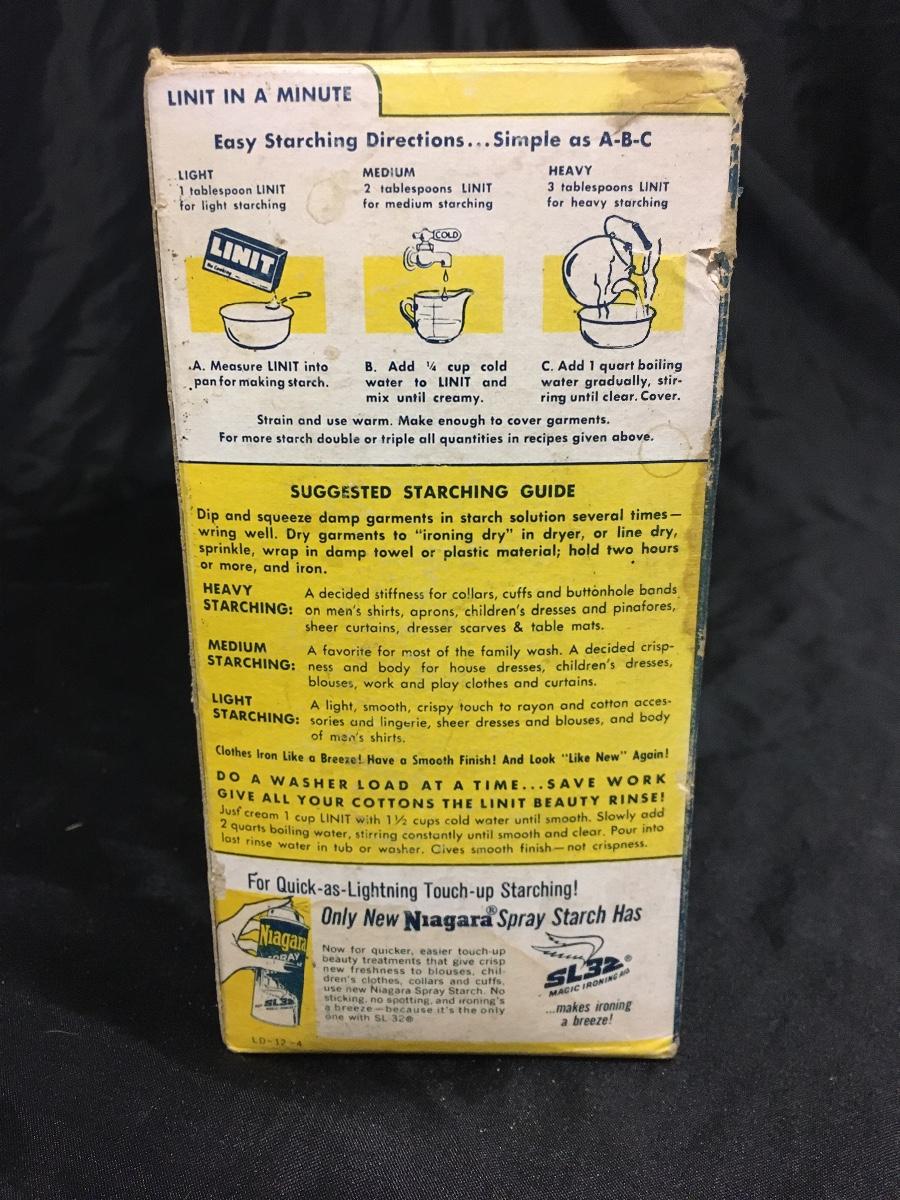 LINIT IN A MINUTE
Easy Starching Directions...Simple as A-B-C
LIGHT
1 tablespoon LINIT
for light starching
MEDIUM
2 tablespoons LINIT
for medium starching
HEAVY
3 tablespoons LINIT
for heavy starching
LINIT
No Cooking
COLD
A. Measure LINIT into
pan for making starch.
B. Add ¼ cup cold
water to LINIT and
mix until creamy.
C. Add 1 quart boiling
water gradually, stir-
ring until clear. Cover.
Strain and use warm. Make enough to cover garments.
For more starch double or triple all quantities in recipes given above.
SUGGESTED STARCHING GUIDE
Dip and squeeze damp garments in starch solution several times—
wring well. Dry garments to "ironing dry" in dryer, or line dry,
sprinkle, wrap in damp towel or plastic material; hold two hours
or more, and iron.
HEAVY
STARCHING:
A decided stiffness for collars, cuffs and buttonhole bands
on men's shirts, aprons, children's dresses and pinafores,
sheer curtains, dresser scarves & table mats.
MEDIUM
STARCHING:
A favorite for most of the family wash. A decided crisp-
ness and body for house dresses, children's dresses,
blouses, work and play clothes and curtains.
LIGHT
STARCHING:
A light, smooth, crispy touch to rayon and cotton acces-
sories and lingerie, sheer dresses and blouses, and body
of men's shirts.
Clothes Iron Like a Breeze! Have a Smooth Finish! And Look "Like New" Again!
DO A WASHER LOAD AT A TIME...SAVE WORK
GIVE ALL YOUR COTTONS THE LINIT BEAUTY RINSE!
Just cream 1 cup LINIT with 1½ cups cold water until smooth. Slowly add
2 quarts boiling water, stirring constantly until smooth and clear. Pour into
last rinse water in tub or washer. Gives smooth finish—not crispness.
For Quick-as-Lightning Touch-up Starching!
Only New Niagara® Spray Starch Has
Niagara
SPRAY
SL32
Now for quicker, easier touch-up
beauty treatments that give crisp
new freshness to blouses, chil-
dren's clothes, collars and cuffs,
use new Niagara Spray Starch. No
sticking, no spotting, and ironing's
a breeze—because it's the only
one with SL 32®
SL32®
MAGIC IRONING AID
...makes ironing
a breeze!
LD-12-4